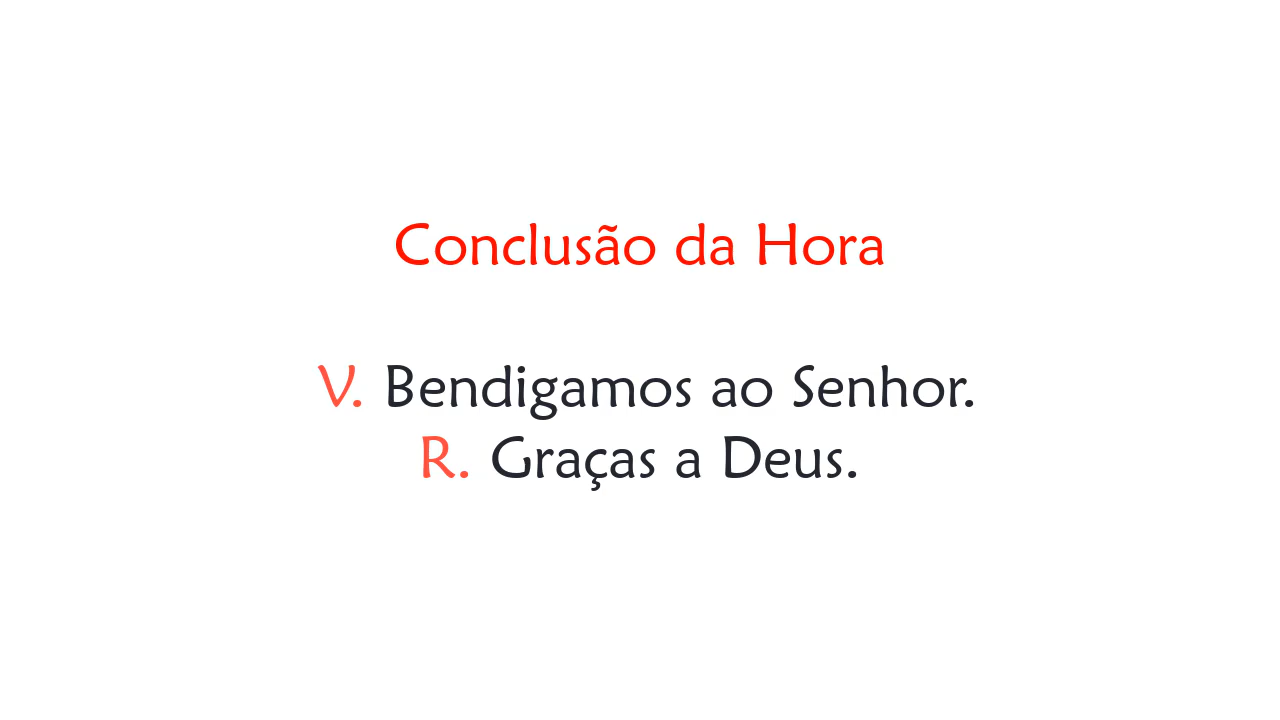 Conclusão da Hora
V. Bendigamos ao Senhor.
R. Graças a Deus.